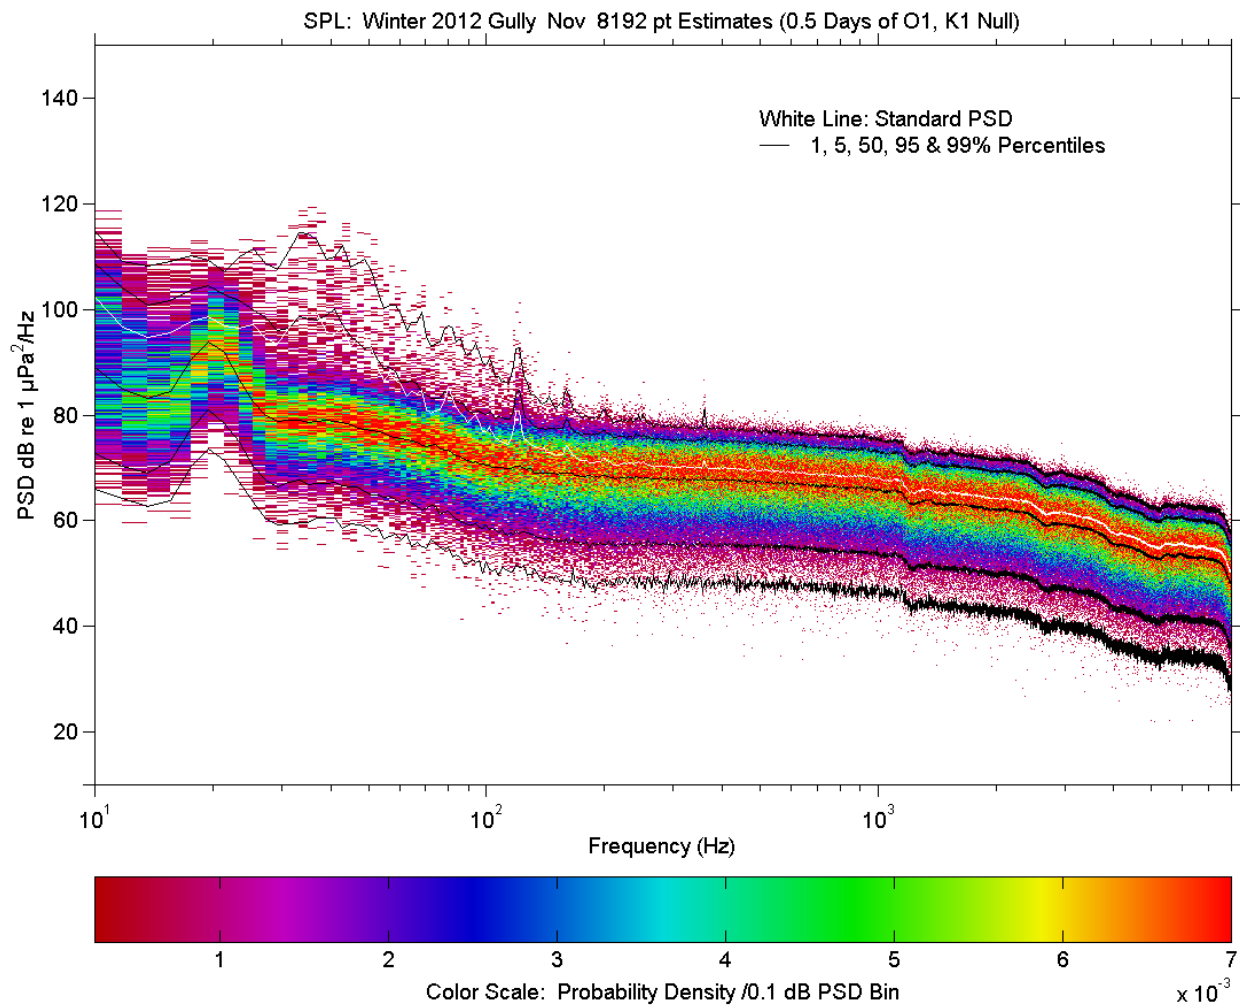 SPL: Winter 2012 Gully Nov 8192 pt Estimates (0.5 Days of O1, K1 Null)
White Line: Standard PSD
1, 5, 50, 95 & 99% Percentiles
PSD dB re 1 µPa²/Hz
140
120
100
80
60
40
20
10¹ 10² 10³
Frequency (Hz)
1 2 3 4 5 6 7
Color Scale: Probability Density /0.1 dB PSD Bin x 10⁻³